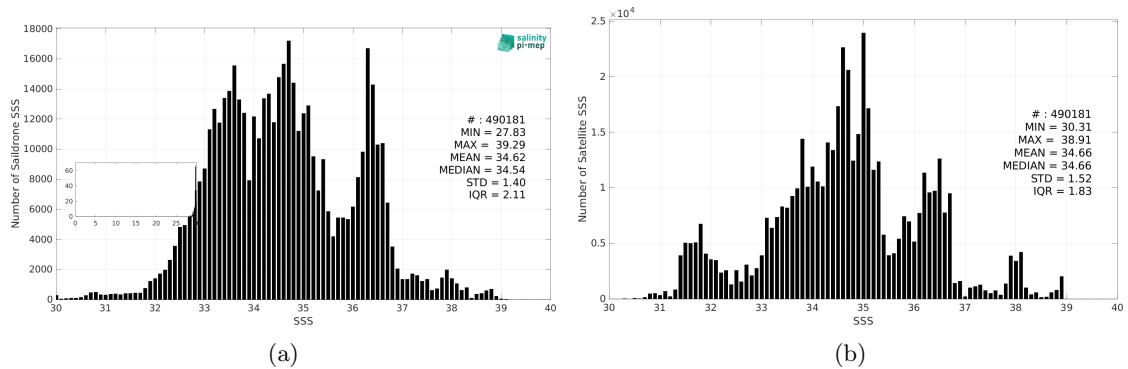 salinity
pi-mep
18000
16000
14000
12000
10000
8000
6000
4000
2000
0
Number of Saildrone SSS
# : 490181
MIN = 27.83
MAX = 39.29
MEAN = 34.62
MEDIAN = 34.54
STD = 1.40
IQR = 2.11
60
40
20
0
0 5 10 15 20 25
30 31 32 33 34 35 36 37 38 39 40
SSS
(a)
×10⁴
2.5
2
1.5
1
0.5
0
Number of Satellite SSS
# : 490181
MIN = 30.31
MAX = 38.91
MEAN = 34.66
MEDIAN = 34.66
STD = 1.52
IQR = 1.83
30 31 32 33 34 35 36 37 38 39 40
SSS
(b)